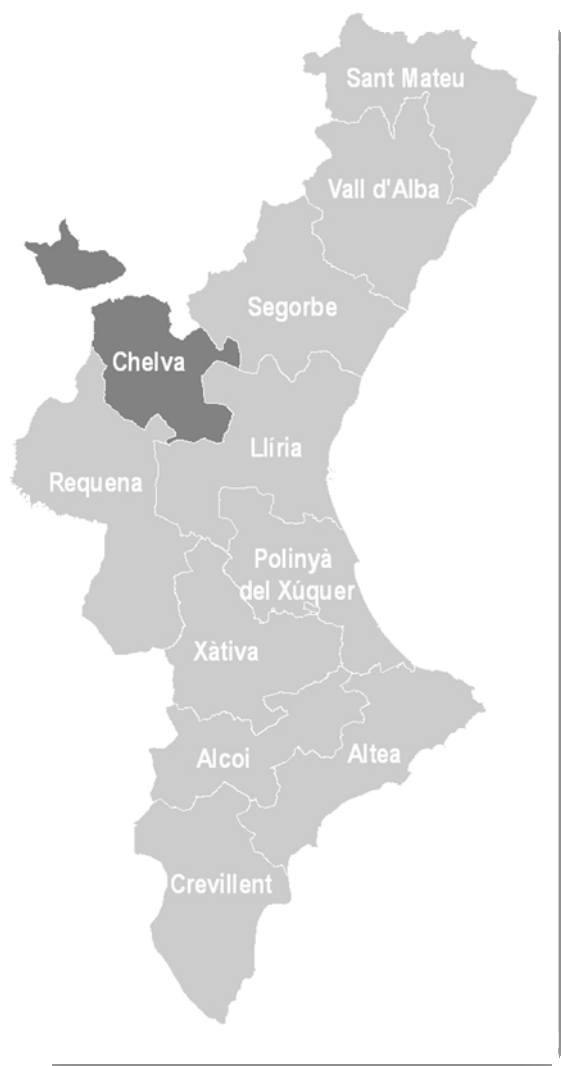 Sant Mateu
Vall d'Alba
Segorbe
Chelva
Llíria
Requena
Polinyà
del Xúquer
Xàtiva
Alcoi
Altea
Crevillent